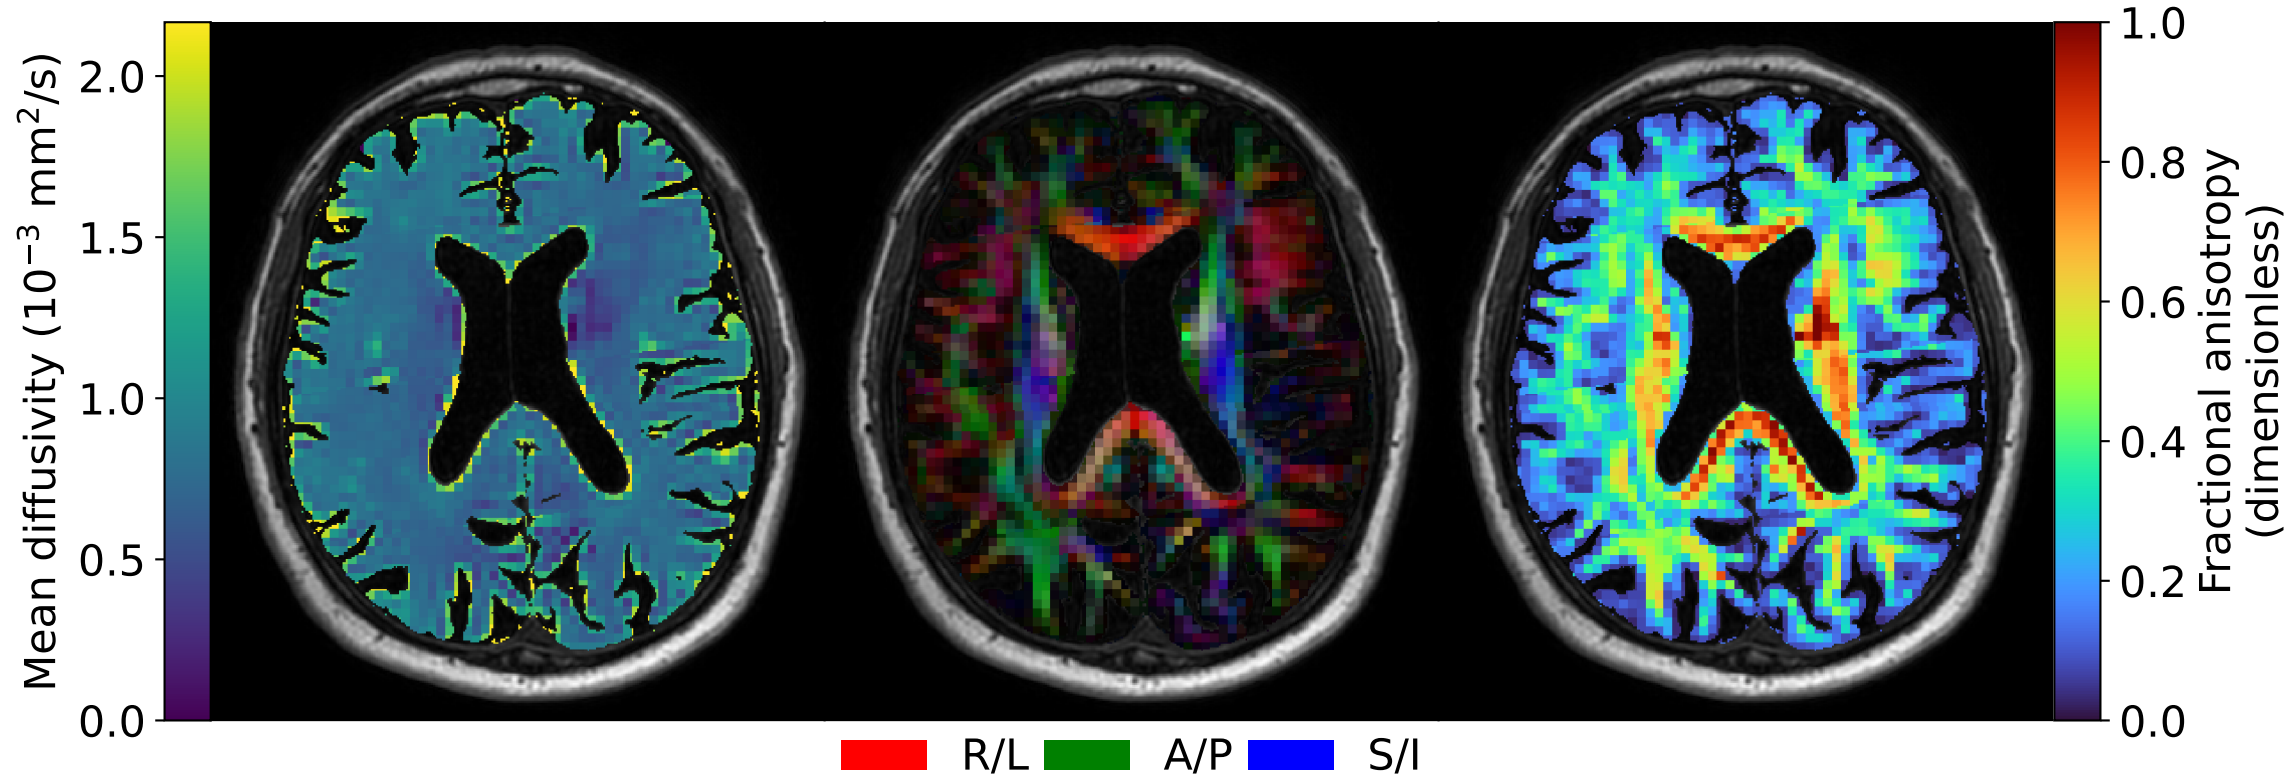 Mean diffusivity (10⁻³ mm²/s)
2.0
1.5
1.0
0.5
0.0
1.0
0.8
0.6
0.4
0.2
0.0
Fractional anisotropy
(dimensionless)
R/L A/P S/I